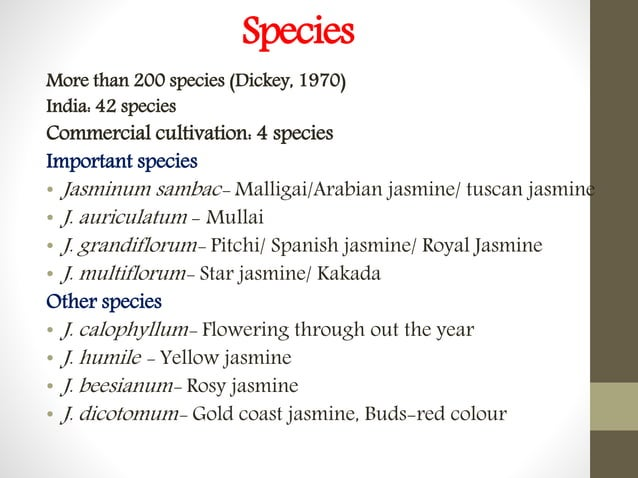 Species
More than 200 species (Dickey, 1970)
India: 42 species
Commercial cultivation: 4 species
Important species
• Jasminum sambac- Malligai/Arabian jasmine/ tuscan jasmine
• J. auriculatum - Mullai
• J. grandiflorum- Pitchi/ Spanish jasmine/ Royal Jasmine
• J. multiflorum- Star jasmine/ Kakada
Other species
• J. calophyllum- Flowering through out the year
• J. humile - Yellow jasmine
• J. beesianum- Rosy jasmine
• J. dicotomum- Gold coast jasmine, Buds-red colour